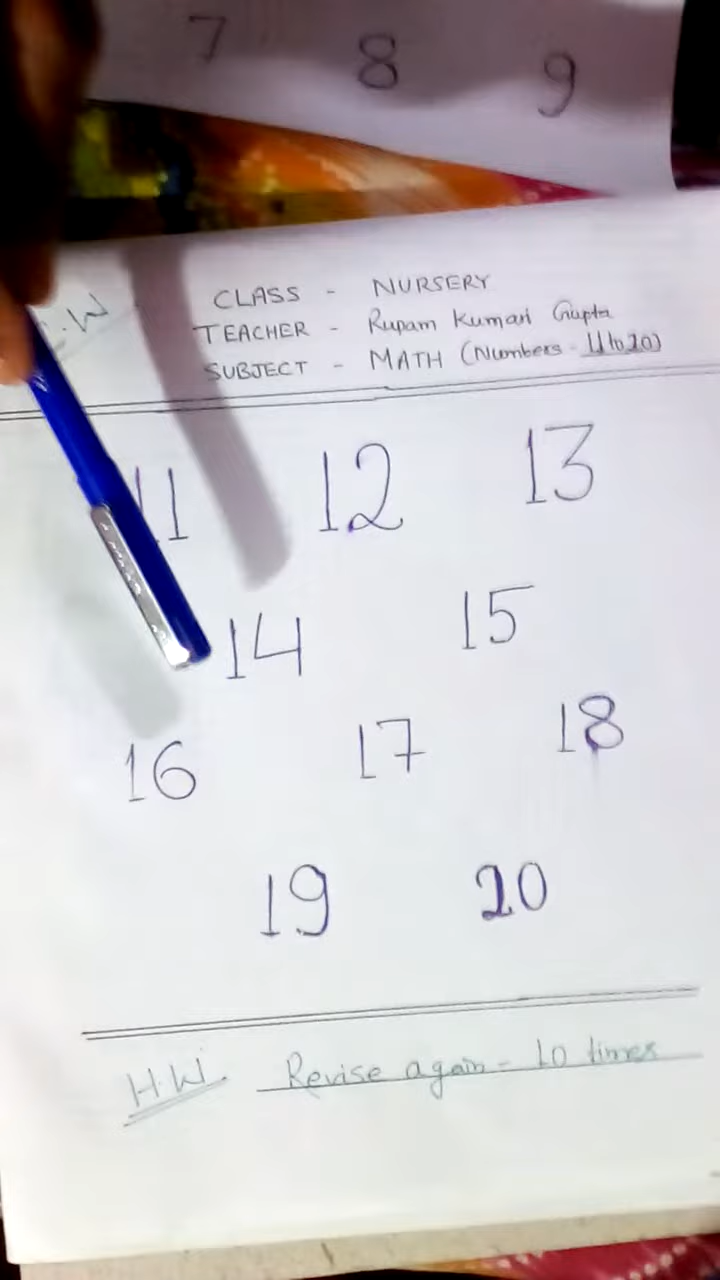 7 8 9
C.W
CLASS - NURSERY
TEACHER - Rupam Kumari Gupta
SUBJECT - MATH (Numbers - 11 to 20)
11 12 13
14 15
16 17 18
19 20
H.W. Revise again - 10 times